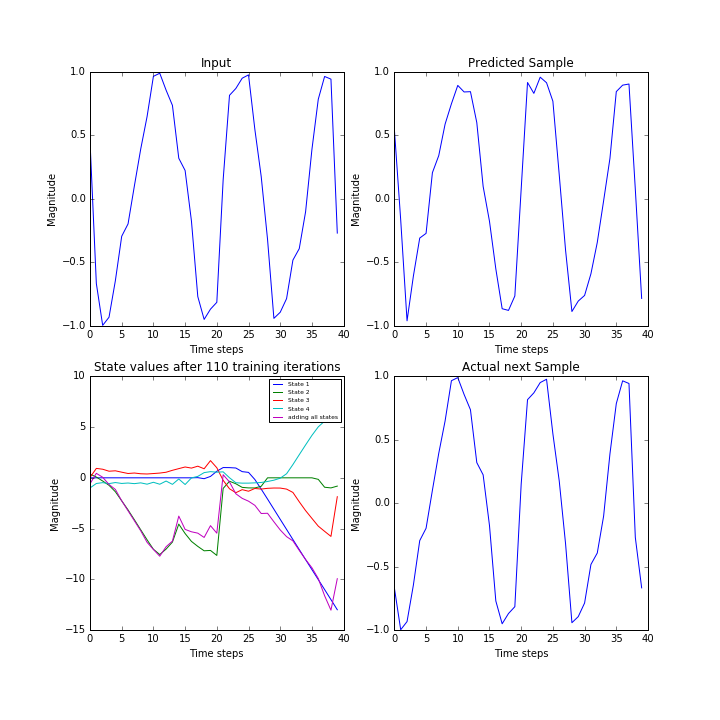 Input
Magnitude
1.0
0.5
0.0
−0.5
−1.0
0 5 10 15 20 25 30 35 40
Time steps
Predicted Sample
Magnitude
1.0
0.5
0.0
−0.5
−1.0
0 5 10 15 20 25 30 35 40
Time steps
State values after 110 training iterations
Magnitude
10
5
0
−5
−10
−15
State 1
State 2
State 3
State 4
adding all states
0 5 10 15 20 25 30 35 40
Time steps
Actual next Sample
Magnitude
1.0
0.5
0.0
−0.5
−1.0
0 5 10 15 20 25 30 35 40
Time steps